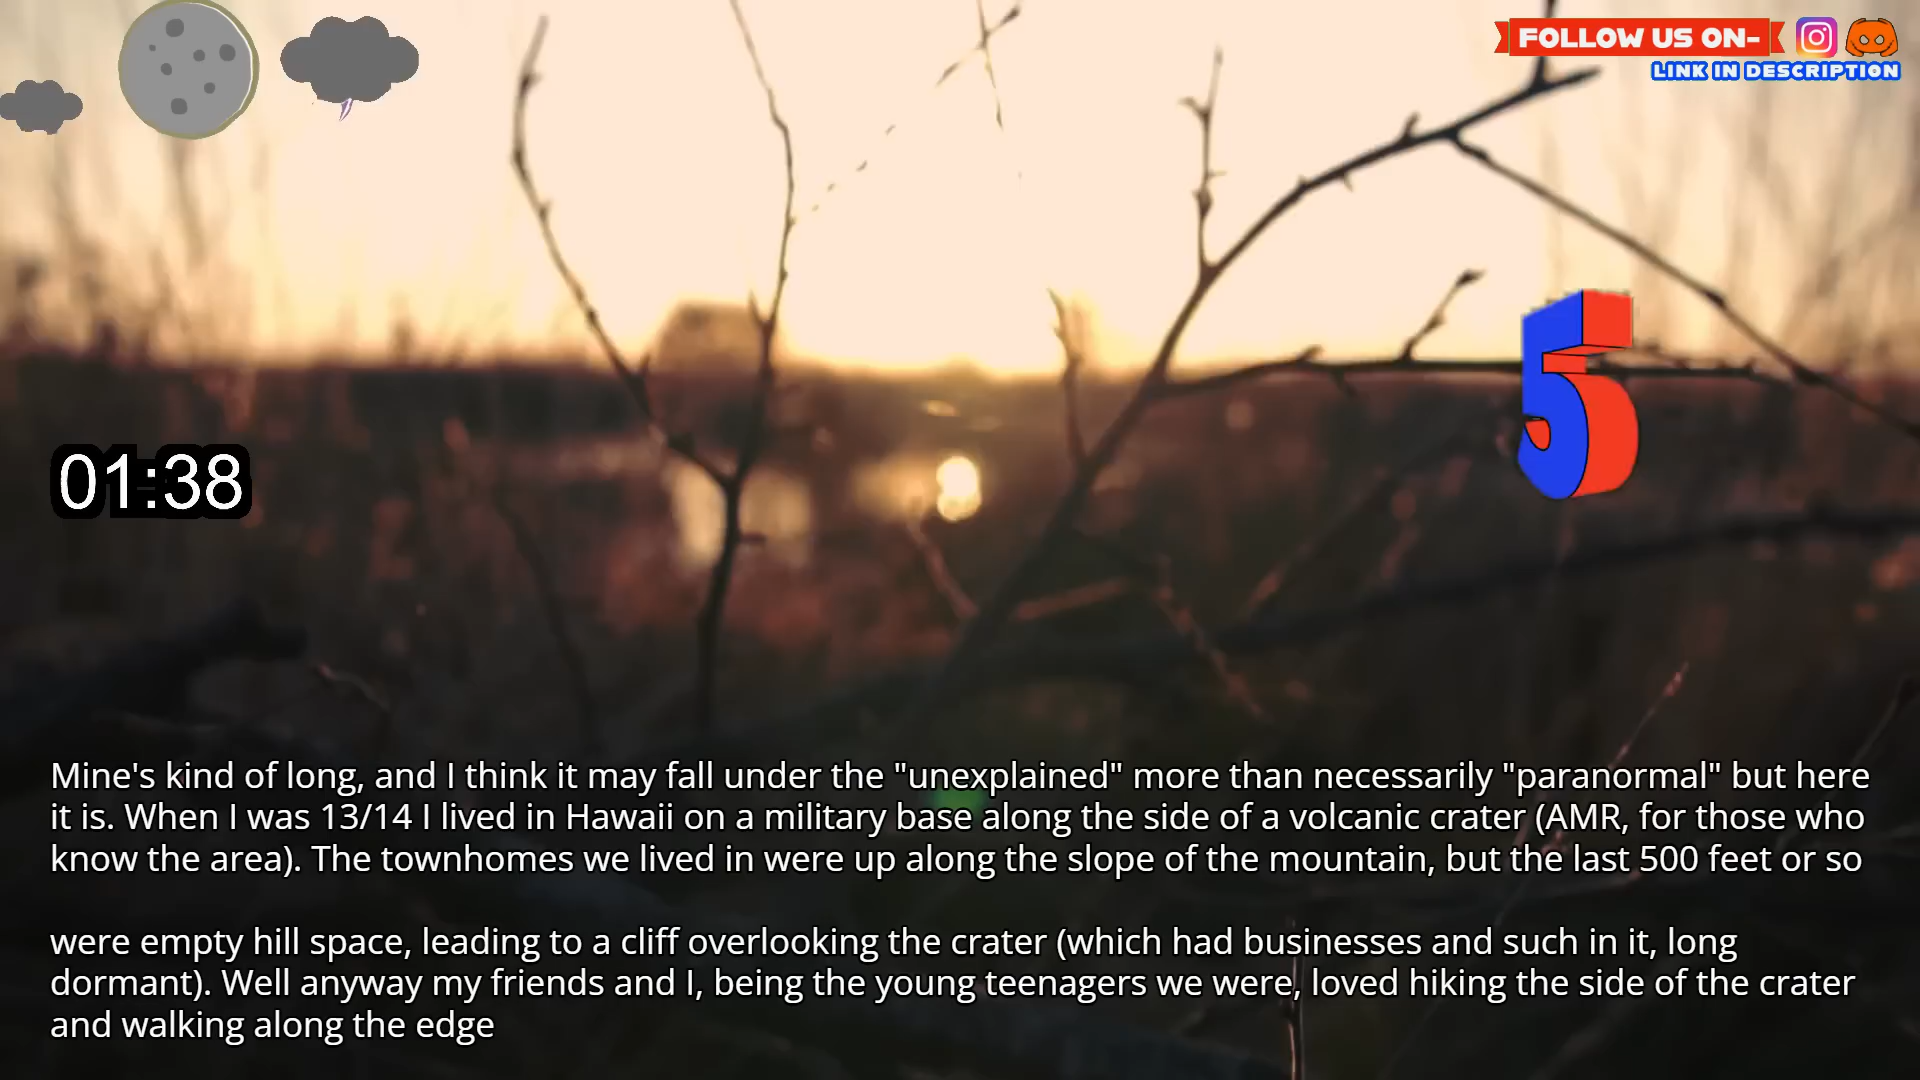 FOLLOW US ON-
LINK IN DESCRIPTION
5
01:38
Mine's kind of long, and I think it may fall under the "unexplained" more than necessarily "paranormal" but here
it is. When I was 13/14 I lived in Hawaii on a military base along the side of a volcanic crater (AMR, for those who
know the area). The townhomes we lived in were up along the slope of the mountain, but the last 500 feet or so
were empty hill space, leading to a cliff overlooking the crater (which had businesses and such in it, long
dormant). Well anyway my friends and I, being the young teenagers we were, loved hiking the side of the crater
and walking along the edge